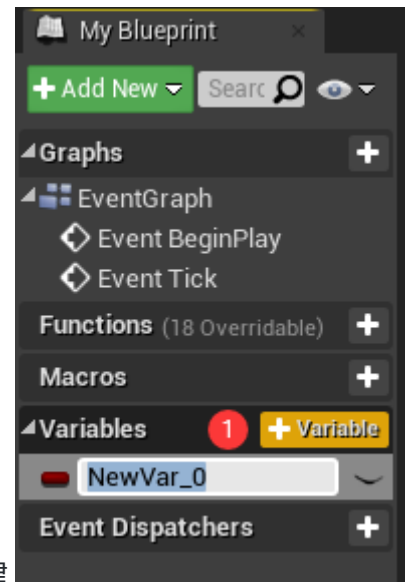 My Blueprint
Add New
Searc
Graphs
EventGraph
Event BeginPlay
Event Tick
Functions (18 Overridable)
Macros
Variables 1 + Variable
NewVar_0
Event Dispatchers